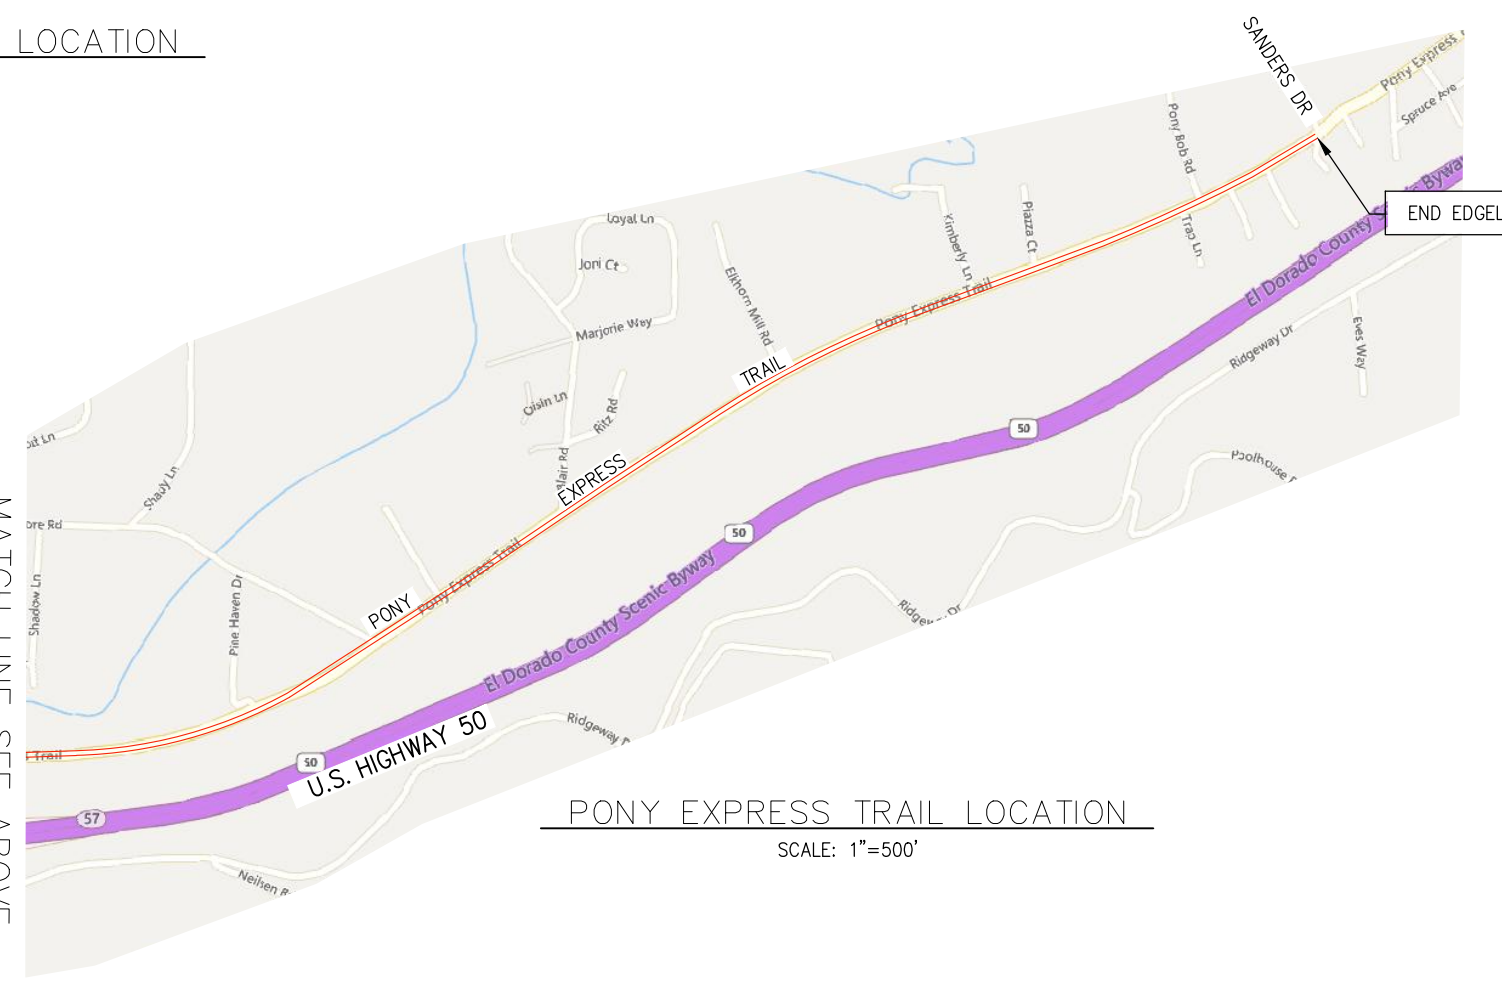 LOCATION
SANDERS DR
Pony Express
Spruce Ave
Pony Bob Rd
END EDGEL
Trap Ln
Piazza Ct
Kimberly Ln
Loyal Ln
Joni Ct
Elkhorn Mill Rd
Marjorie Way
Pony Express Trail
TRAIL
El Dorado County
Byway
Ridgeway Dr
Eves Way
Oisin Ln
Ritz Rd
Blair Rd
EXPRESS
50
Poolhouse
Shady Ln
ore Rd
Shadow Ln
Pine Haven Dr
Pony Express Trail
PONY
50
El Dorado County Scenic Byway
Ridgeway Dr
Trail
50
U.S. HIGHWAY 50
Ridgeway
57
Neilsen
MATCH LINE SEE ABOVE
PONY EXPRESS TRAIL LOCATION
SCALE: 1"=500'